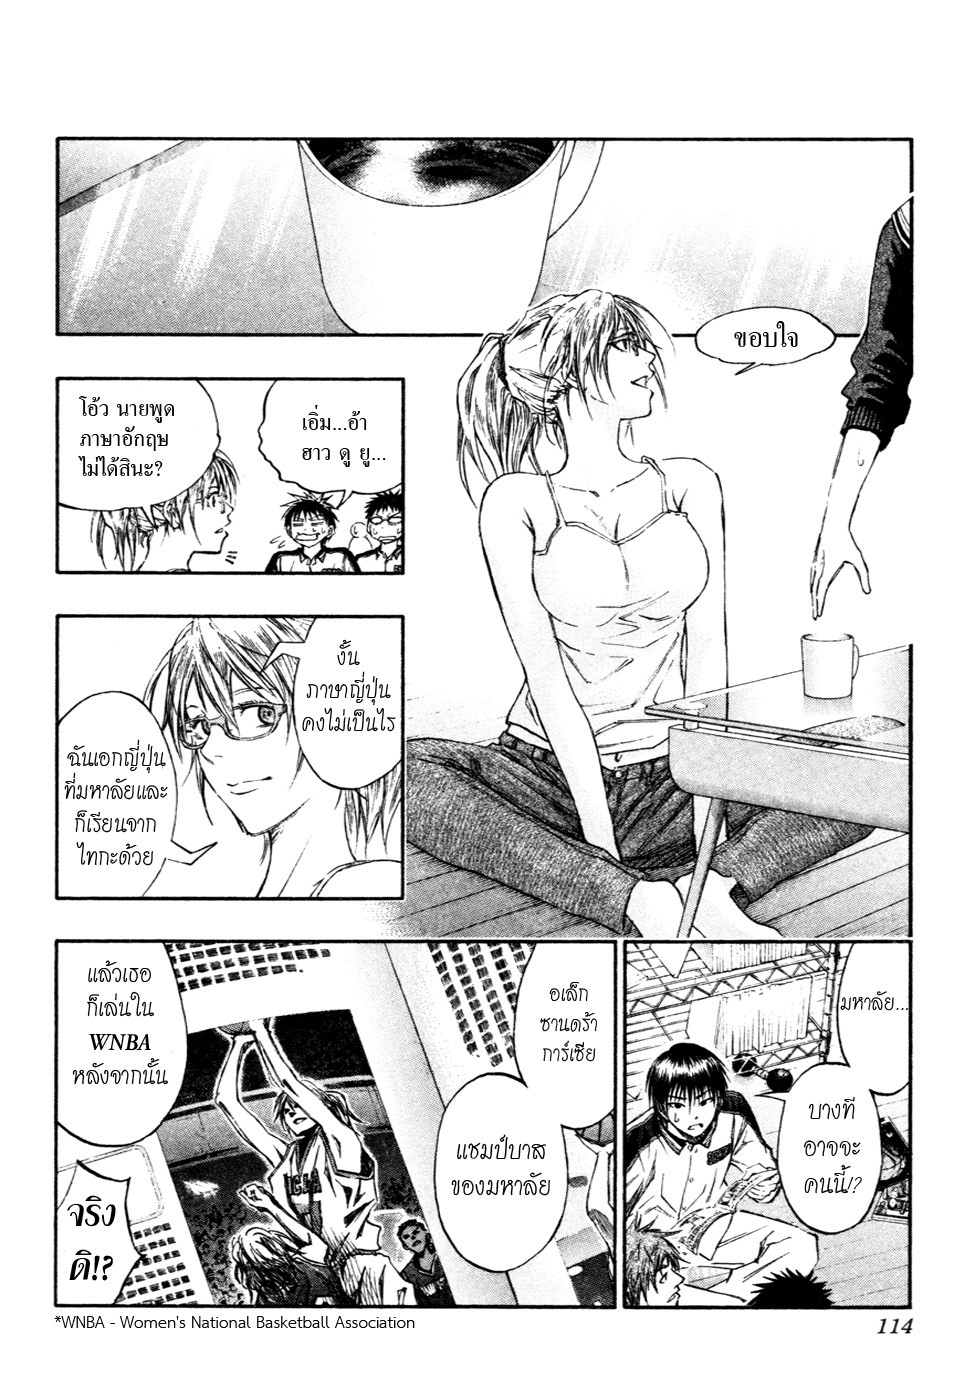 ขอบใจ
เอิ่ม...อ้า
ฮาว ดู ยู...
โอ้ว นายพูด
ภาษาอักฤษ
ไม่ได้สินะ?
งั้น
ภาษาญี่ปุ่น
คงไม่เป็นไร
ฉันเอกญี่ปุ่น
ที่มหาลัยและ
ก็เรียนจาก
ไทกะด้วย
มหาลัย...
บางที
อาจจะ
คนนี้!?
อเล็ก
ซานดร้า
การ์เซีย
แชมป์บาส
ของมหาลัย
แล้วเธอ
ก็เล่นใน
WNBA
หลังจากนั้น
จริง
ดิ!?
*WNBA - Women's National Basketball Association
114